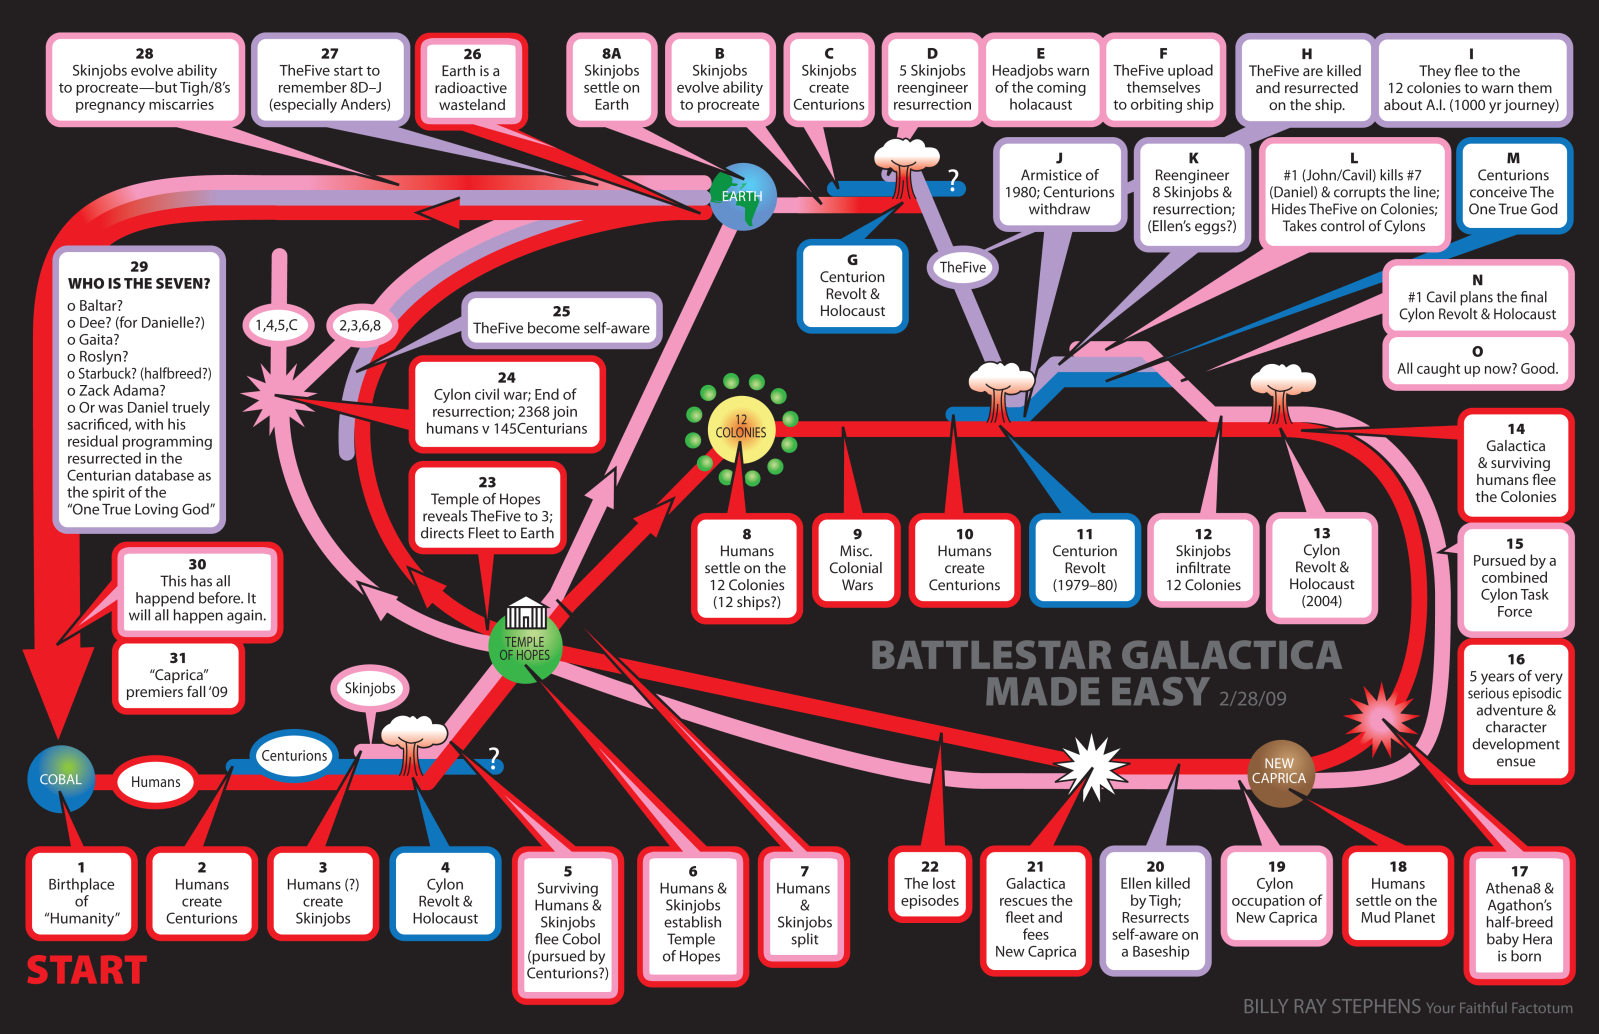 28
Skinjobs evolve ability
to procreate—but Tigh/8's
pregnancy miscarries
27
TheFive start to
remember 8D–J
(especially Anders)
26
Earth is a
radioactive
wasteland
8A
Skinjobs
settle on
Earth
B
Skinjobs
evolve ability
to procreate
C
Skinjobs
create
Centurions
D
5 Skinjobs
reengineer
resurrection
E
Headjobs warn
of the coming
holacaust
F
TheFive upload
themselves
to orbiting ship
H
TheFive are killed
and resurrected
on the ship.
I
They flee to the
12 colonies to warn them
about A.I. (1000 yr journey)
J
Armistice of
1980; Centurions
withdraw
K
Reengineer
8 Skinjobs &
resurrection;
(Ellen's eggs?)
L
#1 (John/Cavil) kills #7
(Daniel) & corrupts the line;
Hides TheFive on Colonies;
Takes control of Cylons
M
Centurions
conceive The
One True God
EARTH
?
G
Centurion
Revolt &
Holocaust
TheFive
N
#1 Cavil plans the final
Cylon Revolt & Holocaust
O
All caught up now? Good.
29
WHO IS THE SEVEN?
o Baltar?
o Dee? (for Danielle?)
o Gaita?
o Roslyn?
o Starbuck? (halfbreed?)
o Zack Adama?
o Or was Daniel truely
sacrificed, with his
residual programming
resurrected in the
Centurian database as
the spirit of the
"One True Loving God"
1,4,5,C
2,3,6,8
25
TheFive become self-aware
24
Cylon civil war; End of
resurrection; 2368 join
humans v 145Centurians
23
Temple of Hopes
reveals TheFive to 3;
directs Fleet to Earth
12
COLONIES
8
Humans
settle on the
12 Colonies
(12 ships?)
9
Misc.
Colonial
Wars
10
Humans
create
Centurions
11
Centurion
Revolt
(1979–80)
12
Skinjobs
infiltrate
12 Colonies
13
Cylon
Revolt &
Holocaust
(2004)
14
Galactica
& surviving
humans flee
the Colonies
15
Pursued by a
combined
Cylon Task
Force
16
5 years of very
serious episodic
adventure &
character
development
ensue
30
This has all
happend before. It
will all happen again.
31
"Caprica"
premiers fall '09
TEMPLE
OF HOPES
BATTLESTAR GALACTICA
MADE EASY 2/28/09
Skinjobs
Centurions
?
COBAL
Humans
NEW
CAPRICA
1
Birthplace
of
"Humanity"
2
Humans
create
Centurions
3
Humans (?)
create
Skinjobs
4
Cylon
Revolt &
Holocaust
5
Surviving
Humans &
Skinjobs
flee Cobol
(pursued by
Centurions?)
6
Humans &
Skinjobs
establish
Temple
of Hopes
7
Humans
&
Skinjobs
split
22
The lost
episodes
21
Galactica
rescues the
fleet and
fees
New Caprica
20
Ellen killed
by Tigh;
Resurrects
self-aware on
a Baseship
19
Cylon
occupation of
New Caprica
18
Humans
settle on the
Mud Planet
17
Athena8 &
Agathon's
half-breed
baby Hera
is born
START
BILLY RAY STEPHENS Your Faithful Factotum